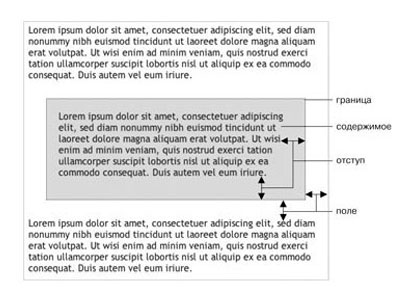 Lorem ipsum dolor sit amet, consectetuer adipiscing elit, sed diam
nonummy nibh euismod tincidunt ut laoreet dolore magna aliquam
erat volutpat. Ut wisi enim ad minim veniam, quis nostrud exerci
tation ullamcorper suscipit lobortis nisl ut aliquip ex ea commodo
consequat. Duis autem vel eum iriure.
Lorem ipsum dolor sit amet, consectetuer adipiscing
elit, sed diam nonummy nibh euismod tincidunt ut
laoreet dolore magna aliquam erat volutpat. Ut wisi
enim ad minim veniam, quis nostrud exerci tation
ullamcorper suscipit lobortis nisl ut aliquip ex ea
commodo consequat. Duis autem vel eum iriure.
граница
содержимое
отступ
поле
Lorem ipsum dolor sit amet, consectetuer adipiscing elit, sed diam
nonummy nibh euismod tincidunt ut laoreet dolore magna aliquam
erat volutpat. Ut wisi enim ad minim veniam, quis nostrud exerci
tation ullamcorper suscipit lobortis nisl ut aliquip ex ea commodo
consequat. Duis autem vel eum iriure.